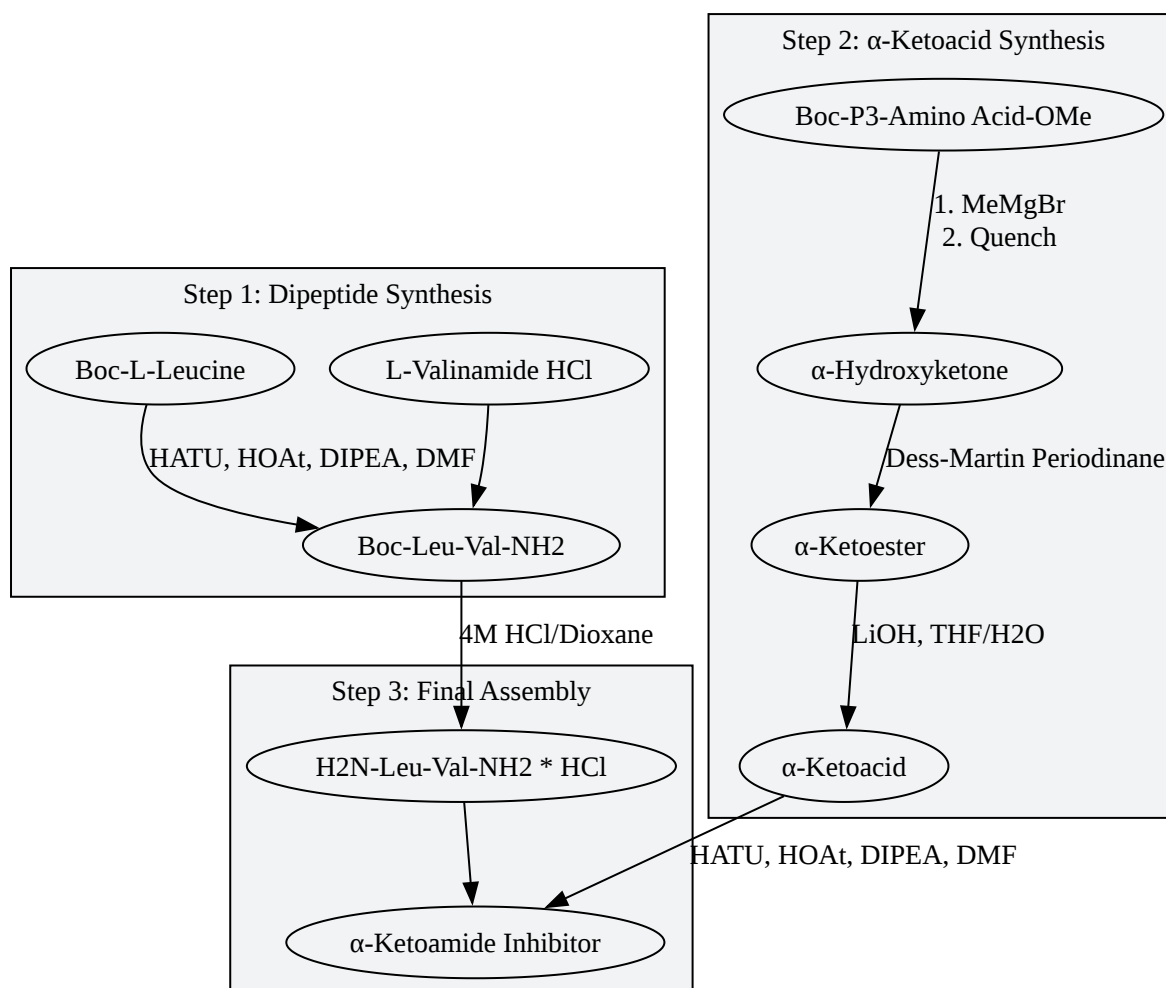 Step 2: α-Ketoacid Synthesis
Boc-P3-Amino Acid-OMe
1. MeMgBr
2. Quench
Step 1: Dipeptide Synthesis
Boc-L-Leucine
L-Valinamide HCl
α-Hydroxyketone
HATU, HOAt, DIPEA, DMF
Dess-Martin Periodinane
Boc-Leu-Val-NH2
α-Ketoester
4M HCl/Dioxane
LiOH, THF/H2O
Step 3: Final Assembly
H2N-Leu-Val-NH2 * HCl
α-Ketoacid
HATU, HOAt, DIPEA, DMF
α-Ketoamide Inhibitor